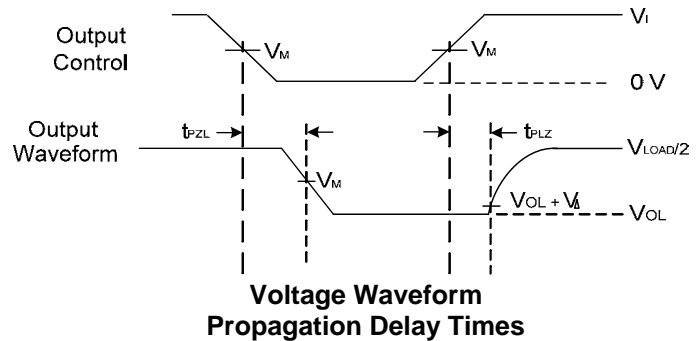 Output
Control
VM
VM
VI
0 V
Output
Waveform
tPZL
tPLZ
VLOAD/2
VM
VOL + VΔ
VOL
Voltage Waveform
Propagation Delay Times